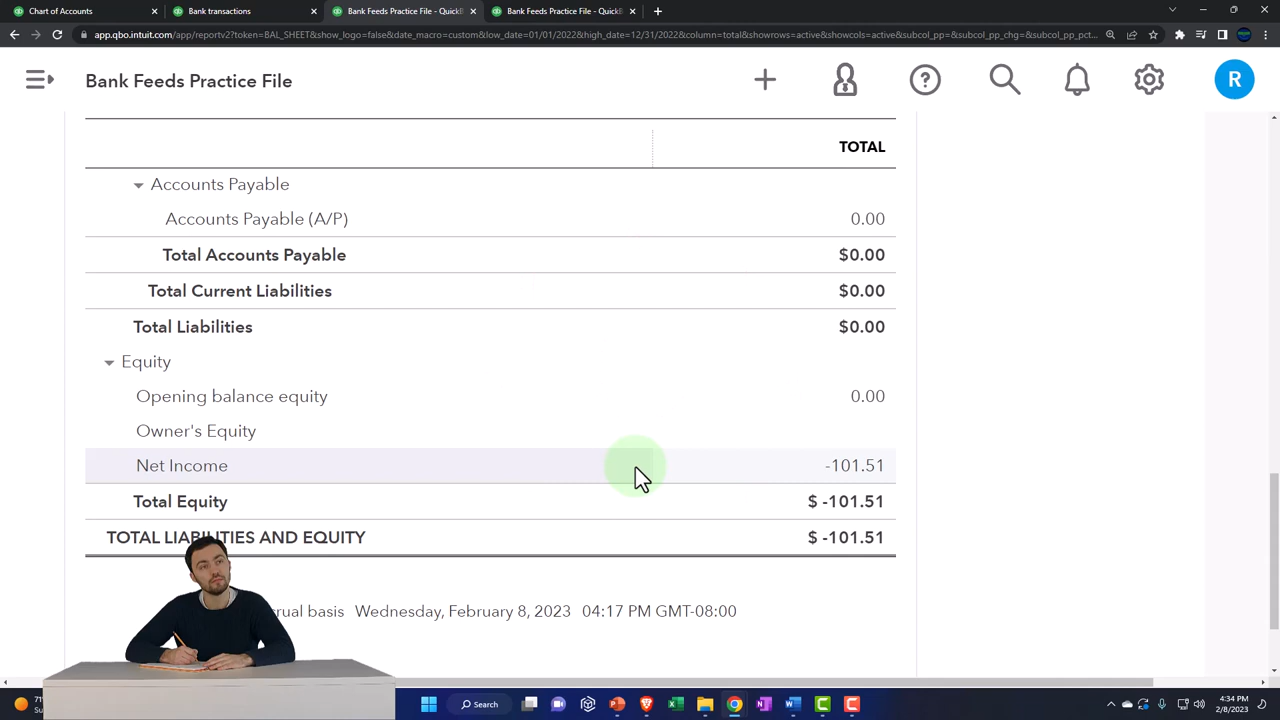 Chart of Accounts
Bank transactions
Bank Feeds Practice File - QuickB
Bank Feeds Practice File - QuickB
app.qbo.intuit.com/app/reportv2?token=BAL_SHEET&show_logo=false&date_macro=custom&low_date=01/01/2022&high_date=12/31/2022&column=total&showrows=active&showcols=active&subcol_pp=&subcol_pp_chg=&subcol_pp_pct...
Bank Feeds Practice File
R
TOTAL
Accounts Payable
Accounts Payable (A/P) 0.00
Total Accounts Payable $0.00
Total Current Liabilities $0.00
Total Liabilities $0.00
Equity
Opening balance equity 0.00
Owner's Equity
Net Income -101.51
Total Equity $ -101.51
TOTAL LIABILITIES AND EQUITY $ -101.51
crual basis Wednesday, February 8, 2023 04:17 PM GMT-08:00
Search
4:34 PM
2/8/2023